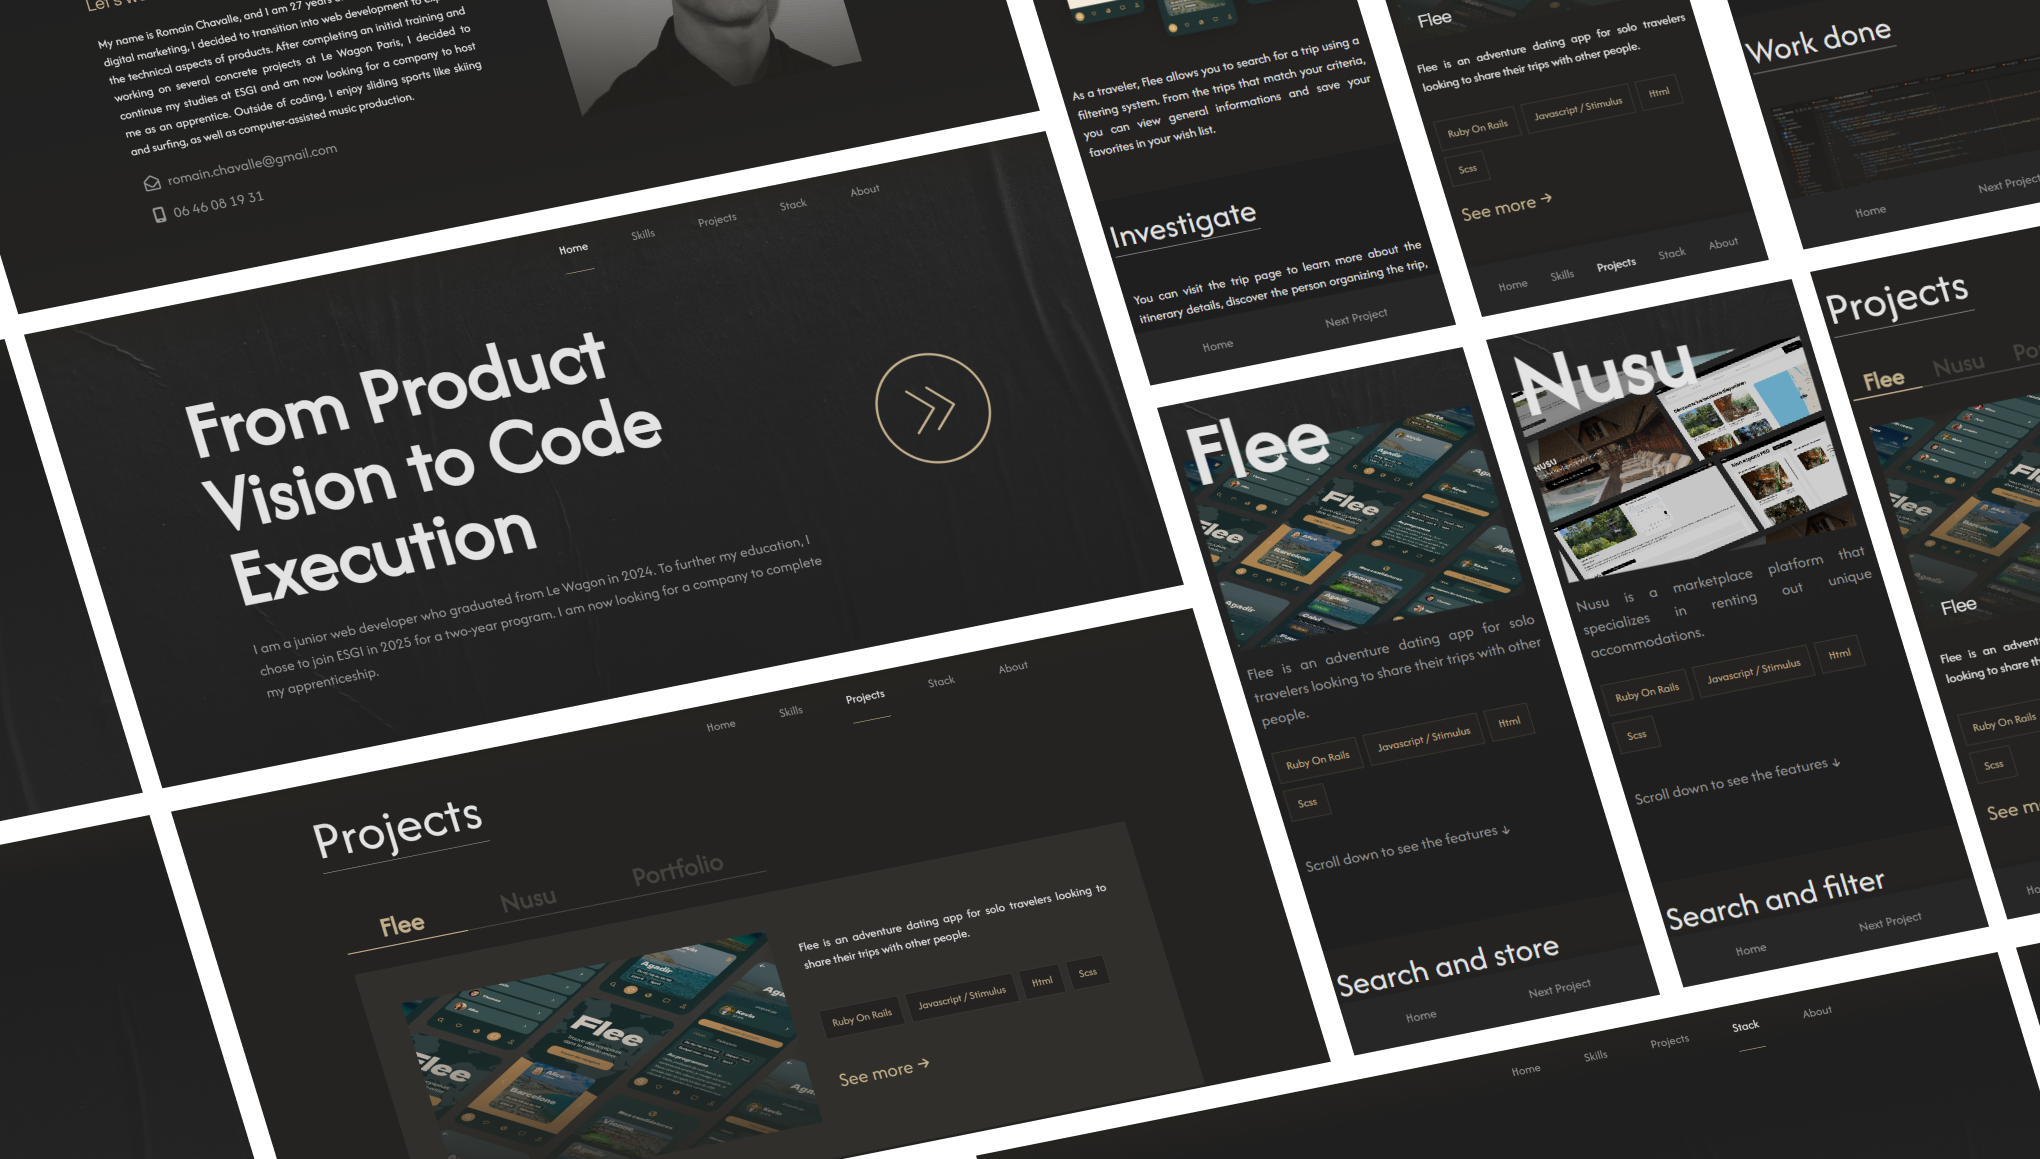 Let's
My name is Romain Chavalle, and I am 27 years
digital marketing, I decided to transition into web development to
the technical aspects of products. After completing an initial training and
working on several concrete projects at Le Wagon Paris, I decided to
continue my studies at ESGI and am now looking for a company to host
me as an apprentice. Outside of coding, I enjoy sliding sports like skiing
and surfing, as well as computer-assisted music production.
romain.chavalle@gmail.com
06 46 08 19 31
Home
Skills
Projects
Stack
About
From Product
Vision to Code
Execution
I am a junior web developer who graduated from Le Wagon in 2024. To further my education, I
chose to join ESGI in 2025 for a two-year program. I am now looking for a company to complete
my apprenticeship.
Home
Skills
Projects
Stack
About
Projects
Flee
Nusu
Portfolio
Flee is an adventure dating app for solo travelers looking to
share their trips with other people.
Ruby On Rails
Javascript / Stimulus
Html
Scss
See more →
Agadir
Flee
Alice
Barcelone
Kevin
As a traveler, Flee allows you to search for a trip using a
filtering system. From the trips that match your criteria,
you can view general informations and save your
favorites in your wish list.
Investigate
You can visit the trip page to learn more about the
itinerary details, discover the person organizing the trip,
Home
Next Project
Flee
Flee
Barcelone
Agadir
Flee is an adventure dating app for solo
travelers looking to share their trips with other
people.
Ruby On Rails
Javascript / Stimulus
Html
Scss
Scroll down to see the features ↓
Search and store
Home
Next Project
Flee
Flee is an adventure dating app for solo travelers
looking to share their trips with other people.
Ruby On Rails
Javascript / Stimulus
Html
Scss
See more →
Home
Skills
Projects
Stack
About
Nusu
NUSU
Nusu is a marketplace platform that
specializes in renting out unique
accommodations.
Ruby On Rails
Javascript / Stimulus
Html
Scss
Scroll down to see the features ↓
Search and filter
Home
Next Project
Work done
Home
Next Project
Projects
Flee
Nusu
Flee
Barcelone
Flee
Flee is an
looking to share
Ruby On Rails
Scss
See
Home
Skills
Projects
Stack
About